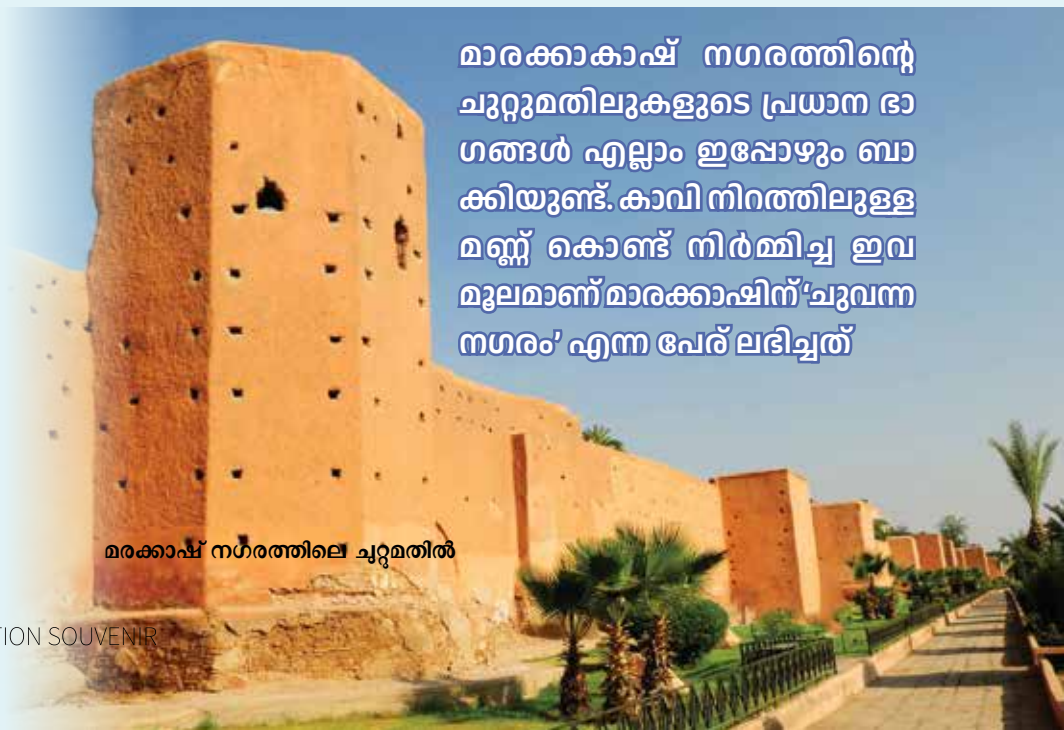 മാരക്കാകാഷ് നഗരത്തിന്റെ
ചുറ്റുമതിലുകളുടെ പ്രധാന ഭാ
ഗങ്ങൾ എല്ലാം ഇപ്പോഴും ബാ
ക്കിയുണ്ട്. കാവി നിറത്തിലുള്ള
മണ്ണ് കൊണ്ട് നിർമ്മിച്ച ഇവ
മൂലമാണ് മാരക്കാഷിന് ‘ചുവന്ന
നഗരം’ എന്ന പേര് ലഭിച്ചത്
മരക്കാഷ് നഗരത്തിലെ ചുറ്റുമതിൽ
TION SOUVENIR